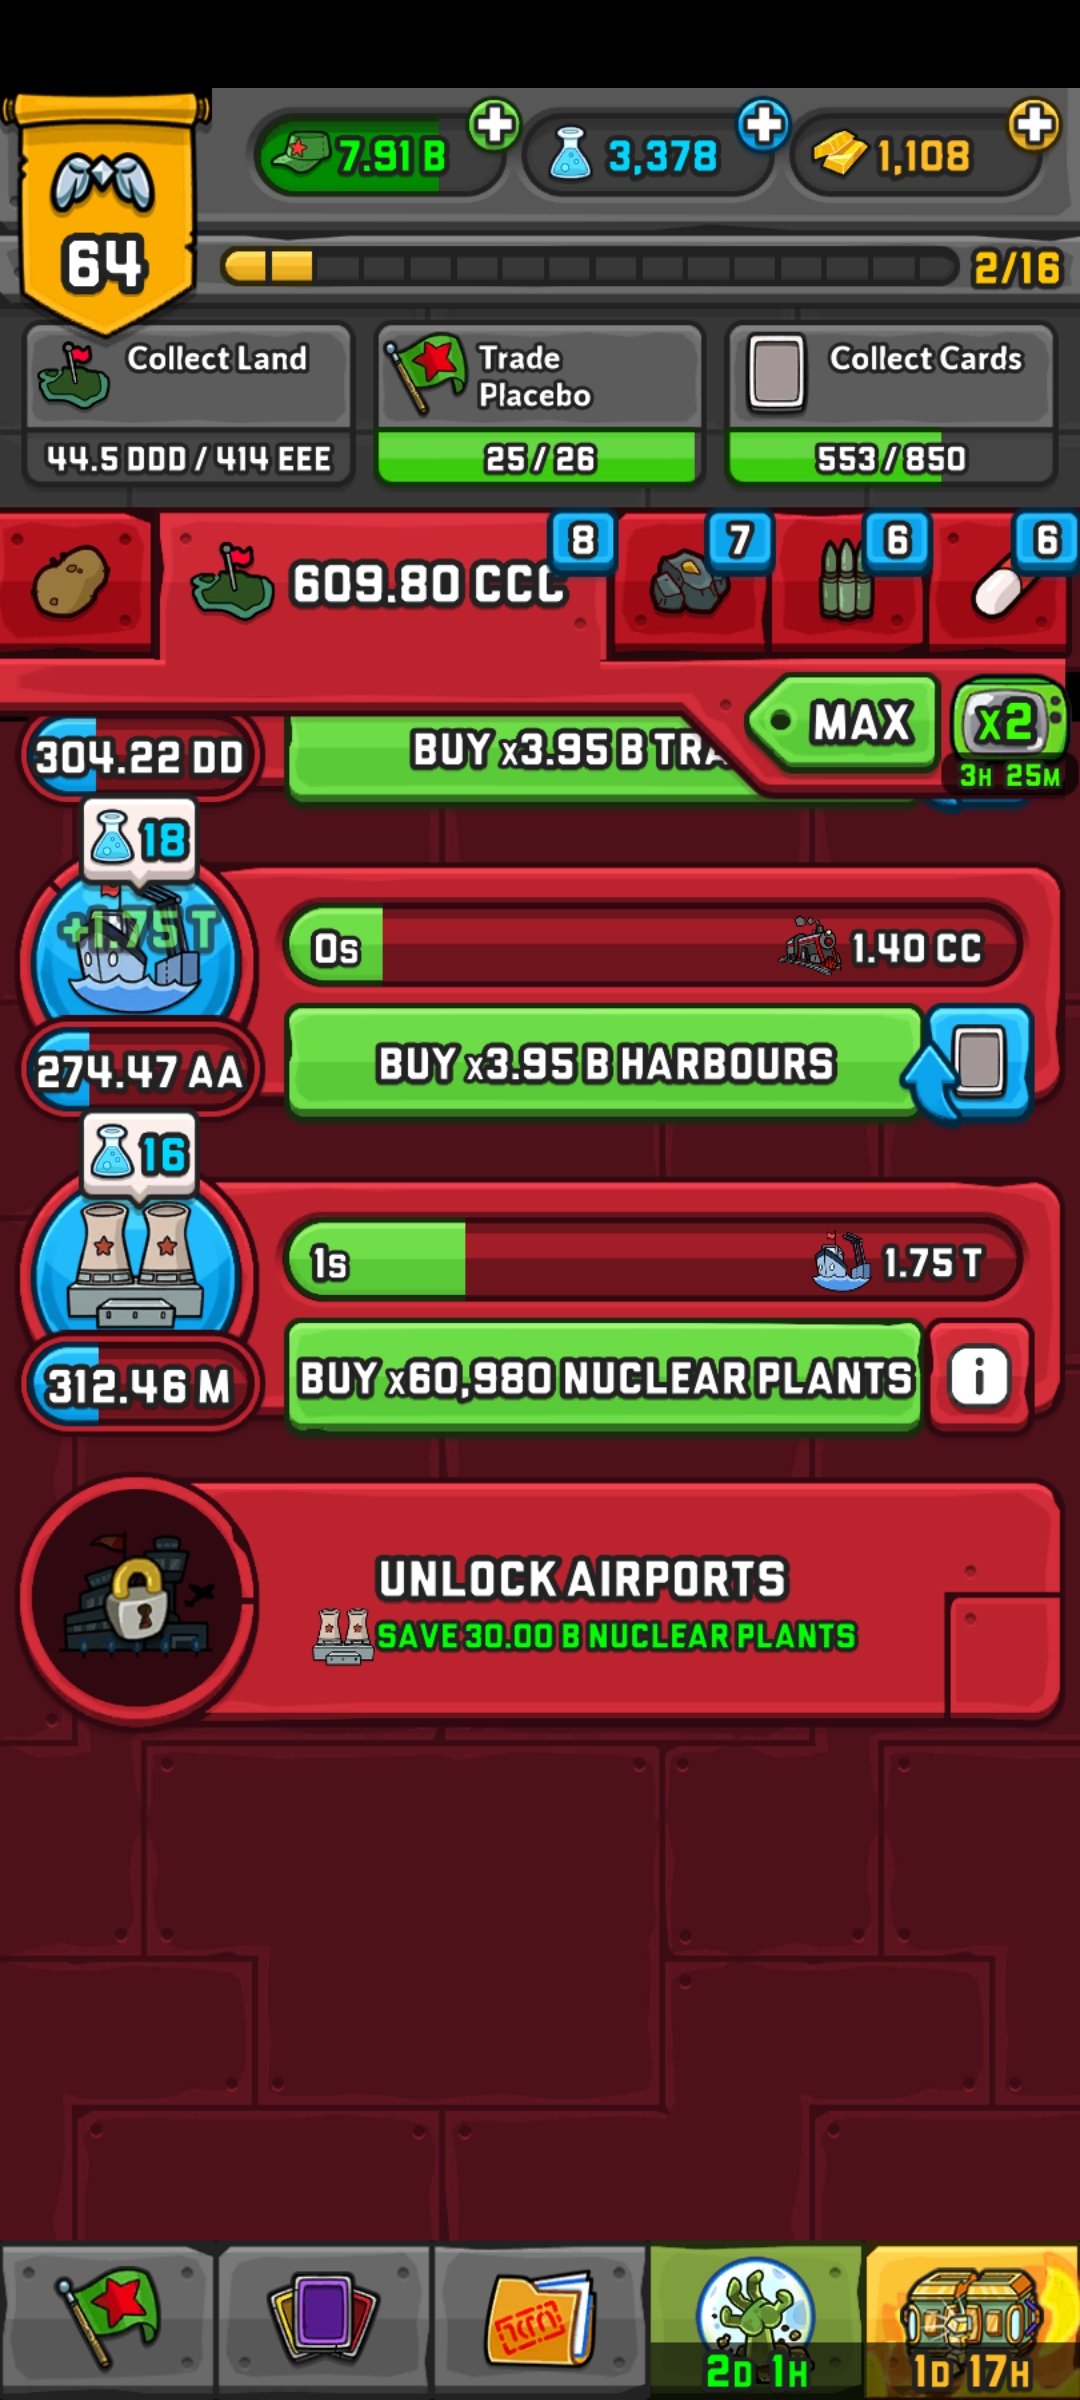 7.91 B
3,378
1,108
64
2/16
Collect Land
44.5 DDD / 414 EEE
Trade
Placebo
25 / 26
Collect Cards
553 / 850
609.80 CCC
8
7
6
6
MAX
x2
3H 25M
304.22 DD
BUY x3.95 B
18
+1.75 T
0s
1.40 CC
274.47 AA
BUY x3.95 B HARBOURS
16
1s
1.75 T
312.46 M
BUY x60,980 NUCLEAR PLANTS
i
UNLOCK AIRPORTS
SAVE 30.00 B NUCLEAR PLANTS
2D 1H
1D 17H